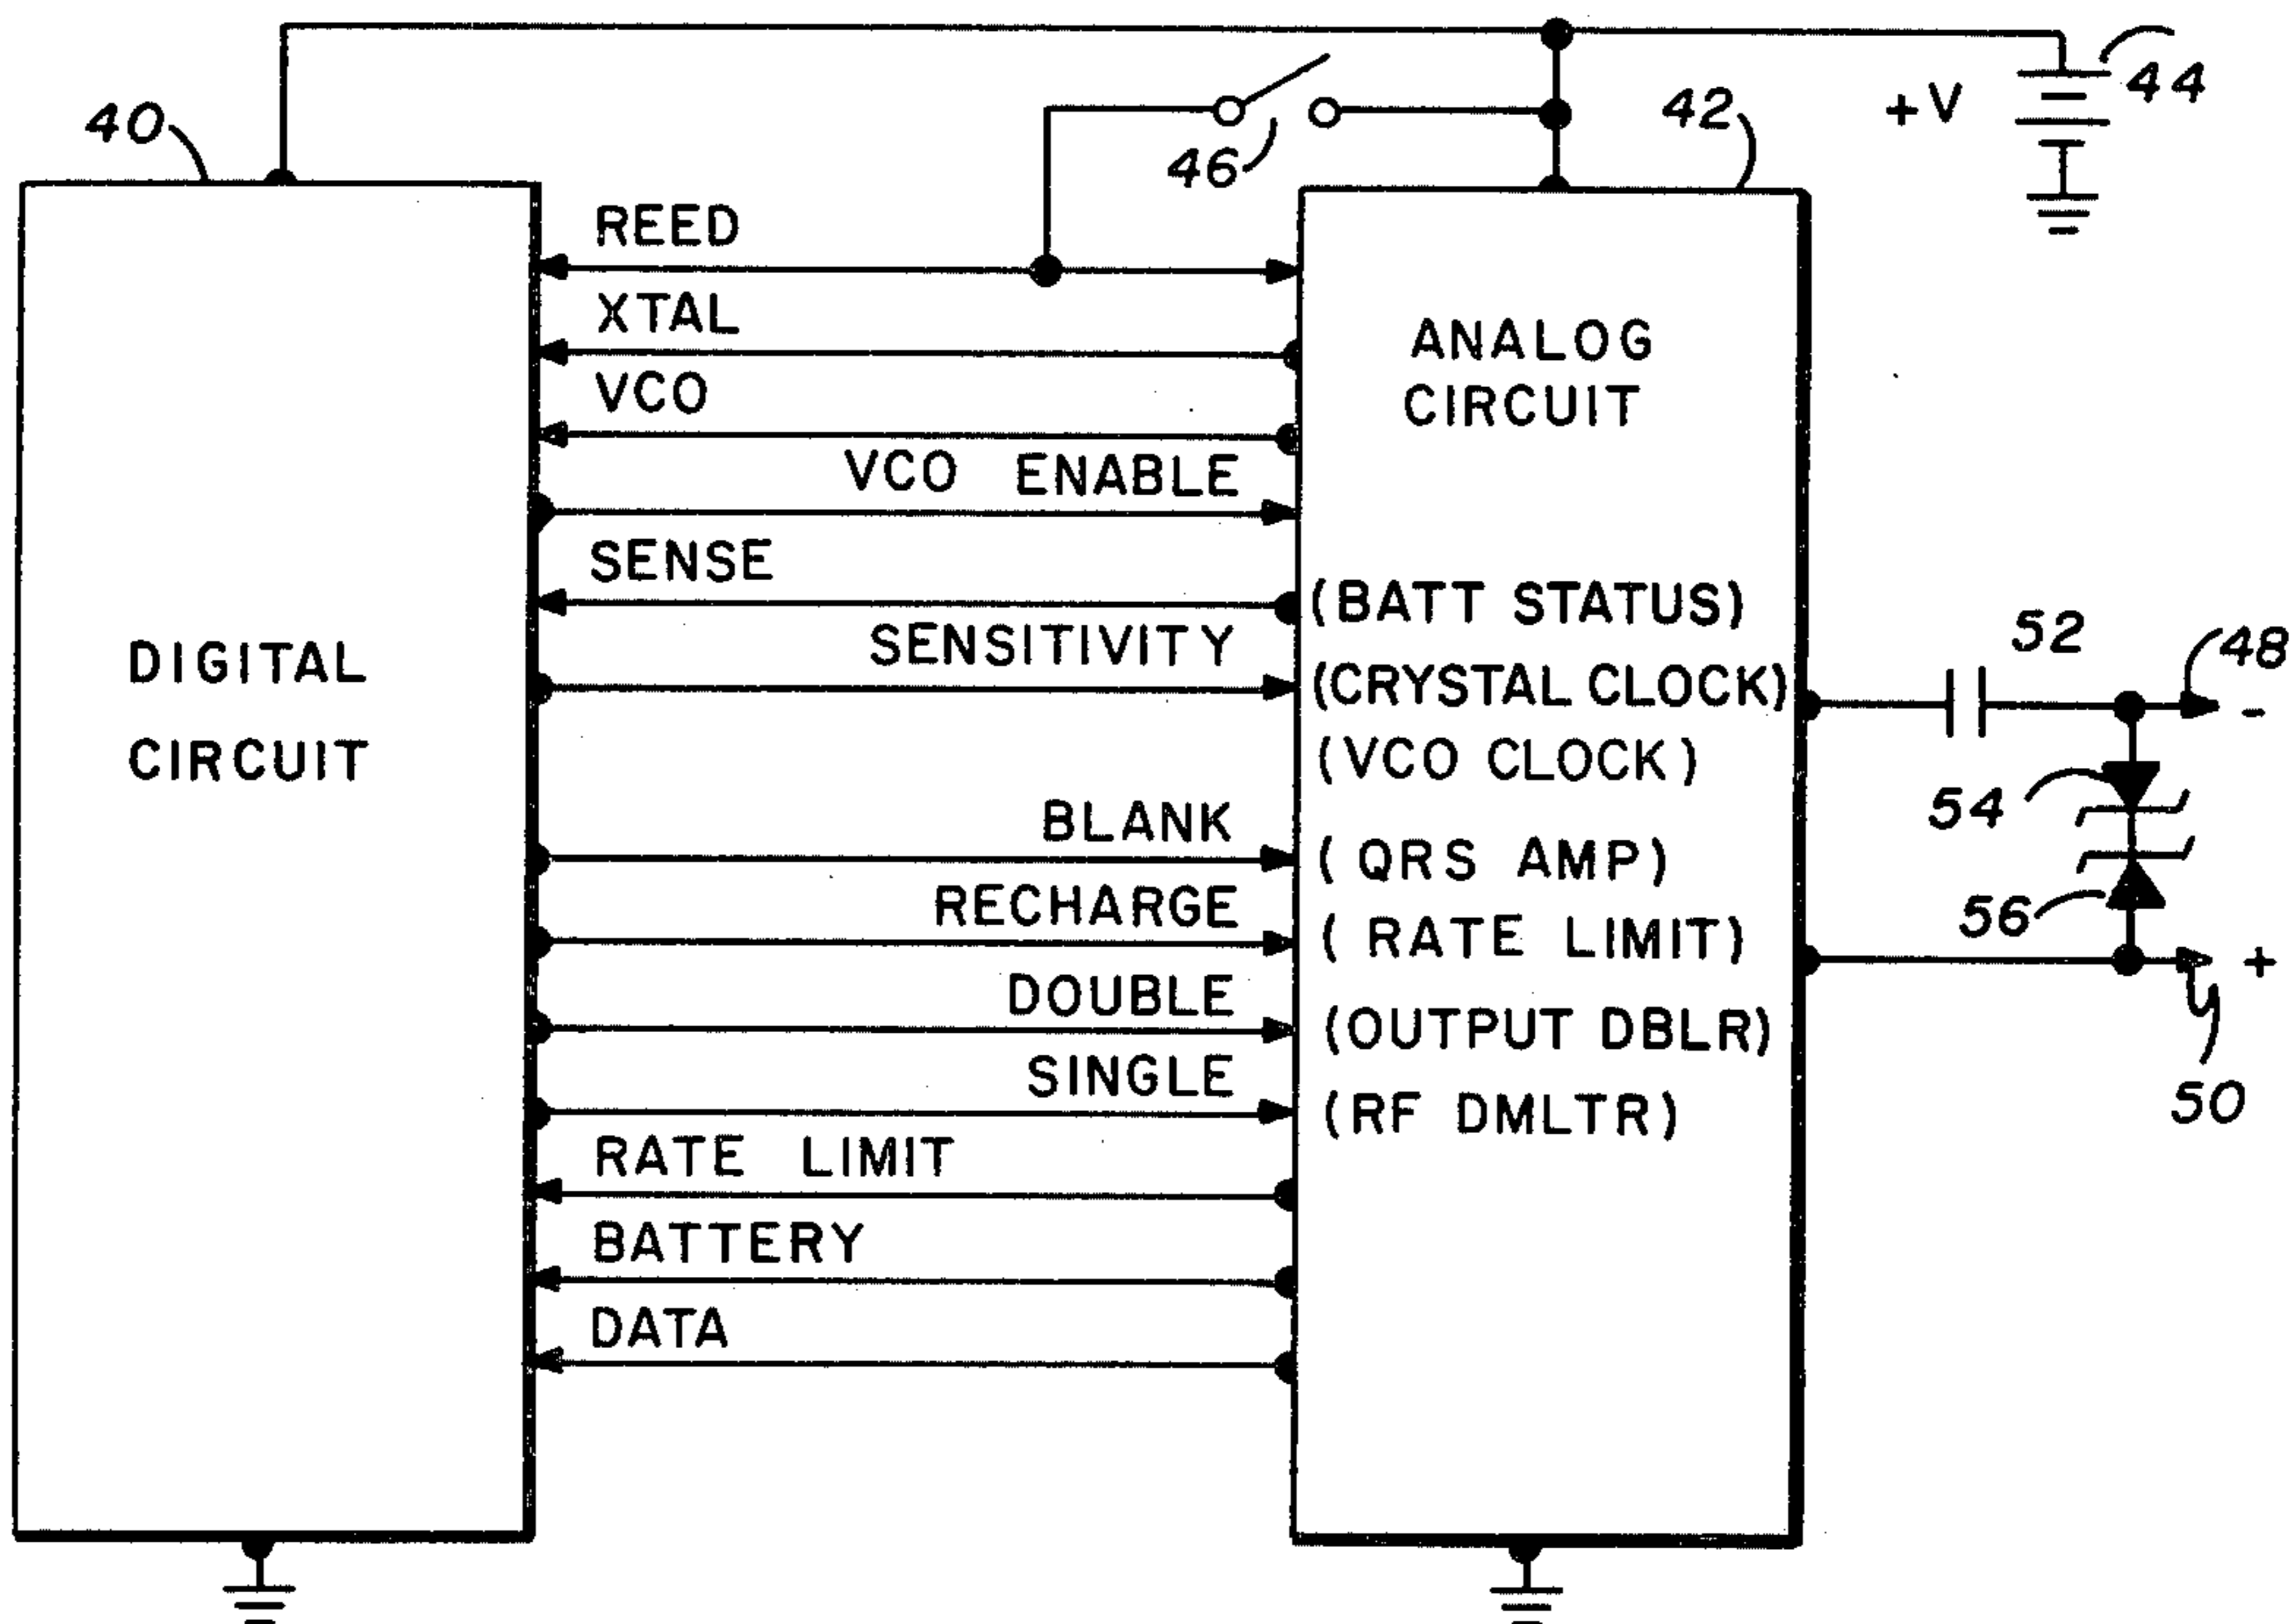 44
+V
40
42
46
REED
XTAL
ANALOG
CIRCUIT
VCO
VCO ENABLE
SENSE
(BATT STATUS)
52
48
SENSITIVITY
DIGITAL
CIRCUIT
(CRYSTAL CLOCK)
-
(VCO CLOCK)
54
BLANK
(QRS AMP)
RECHARGE
(RATE LIMIT)
56
+
DOUBLE
(OUTPUT DBLR)
SINGLE
(RF DMLTR)
50
RATE LIMIT
BATTERY
DATA